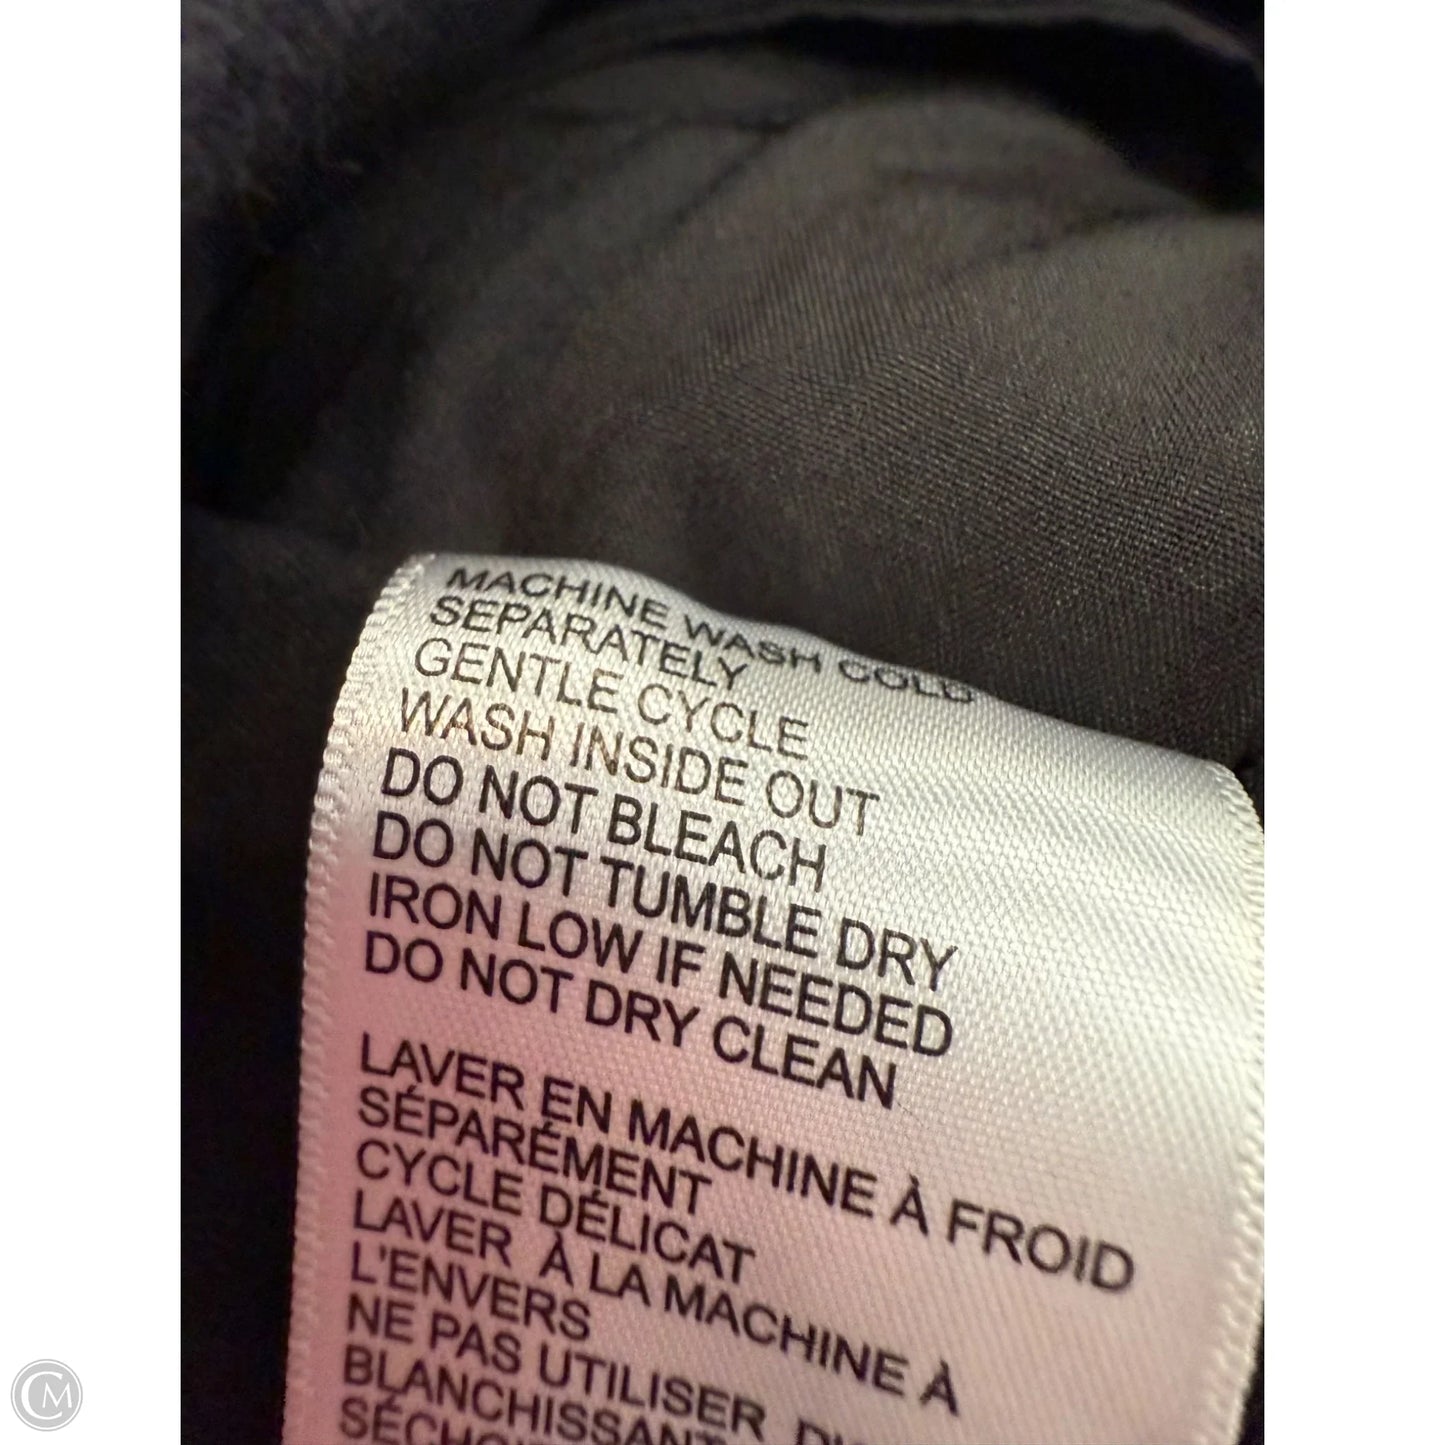 MACHINE WASH COLD
SEPARATELY
GENTLE CYCLE
WASH INSIDE OUT
DO NOT BLEACH
DO NOT TUMBLE DRY
IRON LOW IF NEEDED
DO NOT DRY CLEAN
LAVER EN MACHINE À FROID
SÉPARÉMENT
CYCLE DÉLICAT
LAVER À LA MACHINE À
L'ENVERS
NE PAS UTILISER
BLANCHISSANT
CM